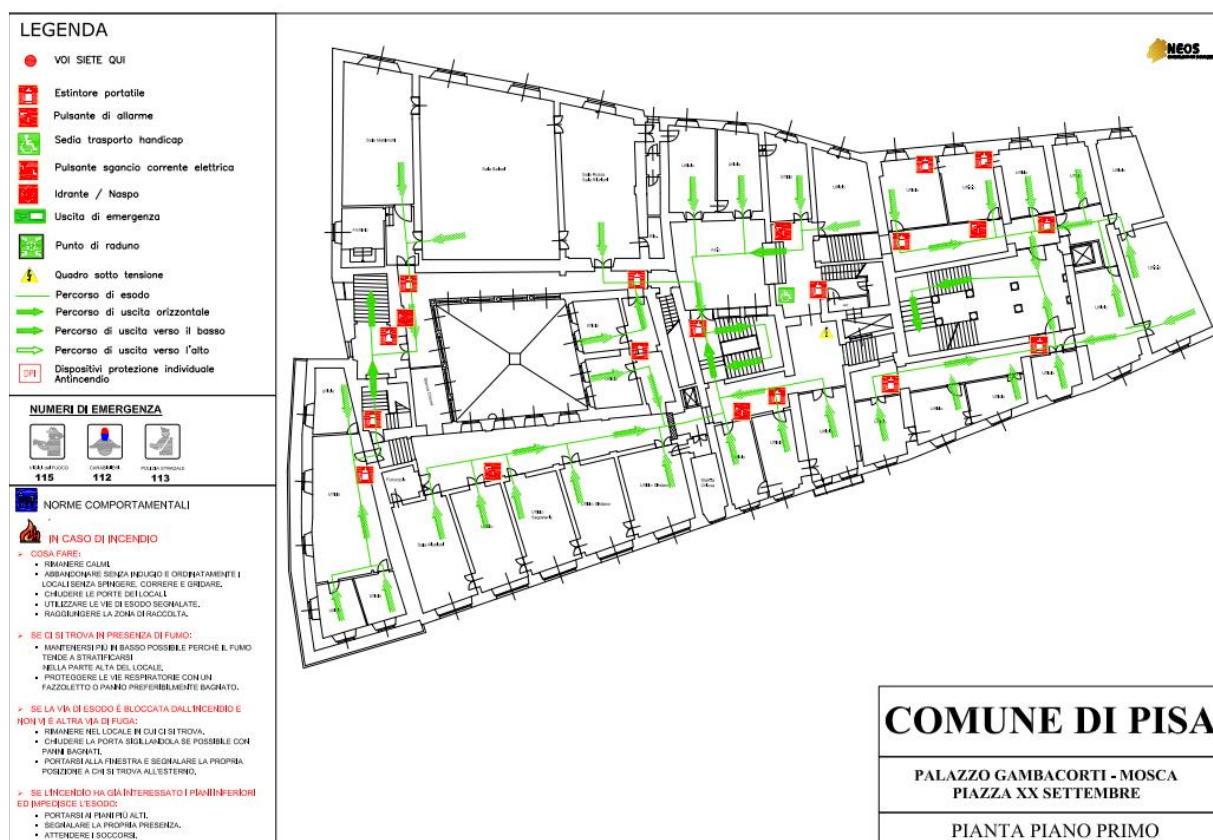 LEGENDA
VOI SIETE QUI
Estintore portatile
Pulsante di allarme
Sedia trasporto handicap
Pulsante sgancio corrente elettrica
Idrante / Naspo
Uscita di emergenza
Punto di raduno
Quadro sotto tensione
Percorso di esodo
Percorso di uscita orizzontale
Percorso di uscita verso il basso
Percorso di uscita verso l'alto
DPI
Dispositivi protezione individuale
Antincendio
NUMERI DI EMERGENZA
VIGILI del FUOCO
CARABINIERI
POLIZIA STRADALE
115
112
113
NORME COMPORTAMENTALI
IN CASO DI INCENDIO
➢ COSA FARE:
• RIMANERE CALMI.
• ABBANDONARE SENZA INDUGIO E ORDINATAMENTE I
LOCALI SENZA SPINGERE, CORRERE E GRIDARE.
• CHIUDERE LE PORTE DEI LOCALI.
• UTILIZZARE LE VIE DI ESODO SEGNALATE.
• RAGGIUNGERE LA ZONA DI RACCOLTA.
➢ SE CI SI TROVA IN PRESENZA DI FUMO:
• MANTENERSI PIÙ IN BASSO POSSIBILE PERCHÈ IL FUMO
TENDE A STRATIFICARSI
NELLA PARTE ALTA DEL LOCALE.
• PROTEGGERE LE VIE RESPIRATORIE CON UN
FAZZOLETTO O PANNO PREFERIBILMENTE BAGNATO.
➢ SE LA VIA DI ESODO È BLOCCATA DALL'INCENDIO E
NON VI È ALTRA VIA DI FUGA:
• RIMANERE NEL LOCALE IN CUI CI SI TROVA.
• CHIUDERE LA PORTA SIGILLANDOLA SE POSSIBILE CON
PANNI BAGNATI.
• PORTARSI ALLA FINESTRA E SEGNALARE LA PROPRIA
POSIZIONE A CHI SI TROVA ALL'ESTERNO.
➢ SE L'INCENDIO HA GIÀ INTERESSATO I PIANI INFERIORI
ED IMPEDISCE L'ESODO:
• PORTARSI AI PIANI PIÙ ALTI.
• SEGNALARE LA PROPRIA PRESENZA.
• ATTENDERE I SOCCORSI.
NEOS
COMUNE DI PISA
PALAZZO GAMBACORTI - MOSCA
PIAZZA XX SETTEMBRE
PIANTA PIANO PRIMO